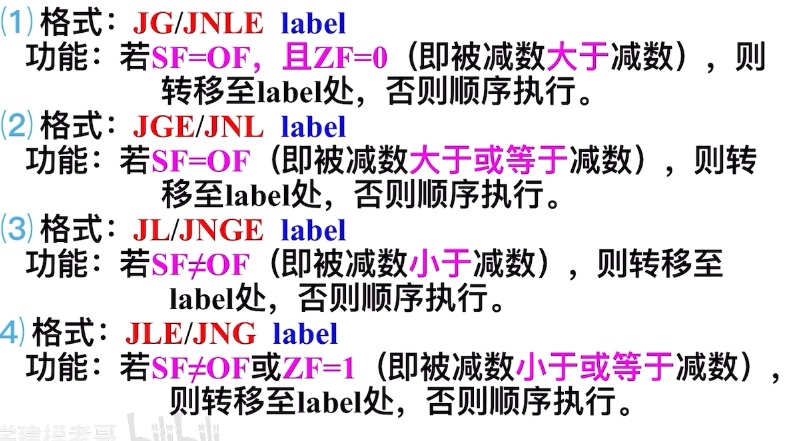 (1) 格式：JG/JNLE label
功能：若SF=OF，且ZF=0（即被减数大于减数），则
转移至label处，否则顺序执行。
(2) 格式：JGE/JNL label
功能：若SF=OF（即被减数大于或等于减数），则转
移至label处，否则顺序执行。
(3) 格式：JL/JNGE label
功能：若SF≠OF（即被减数小于减数），则转移至
label处，否则顺序执行。
4) 格式：JLE/JNG label
功能：若SF≠OF或ZF=1（即被减数小于或等于减数），
则转移至label处，否则顺序执行。
学建模老哥 bilibili